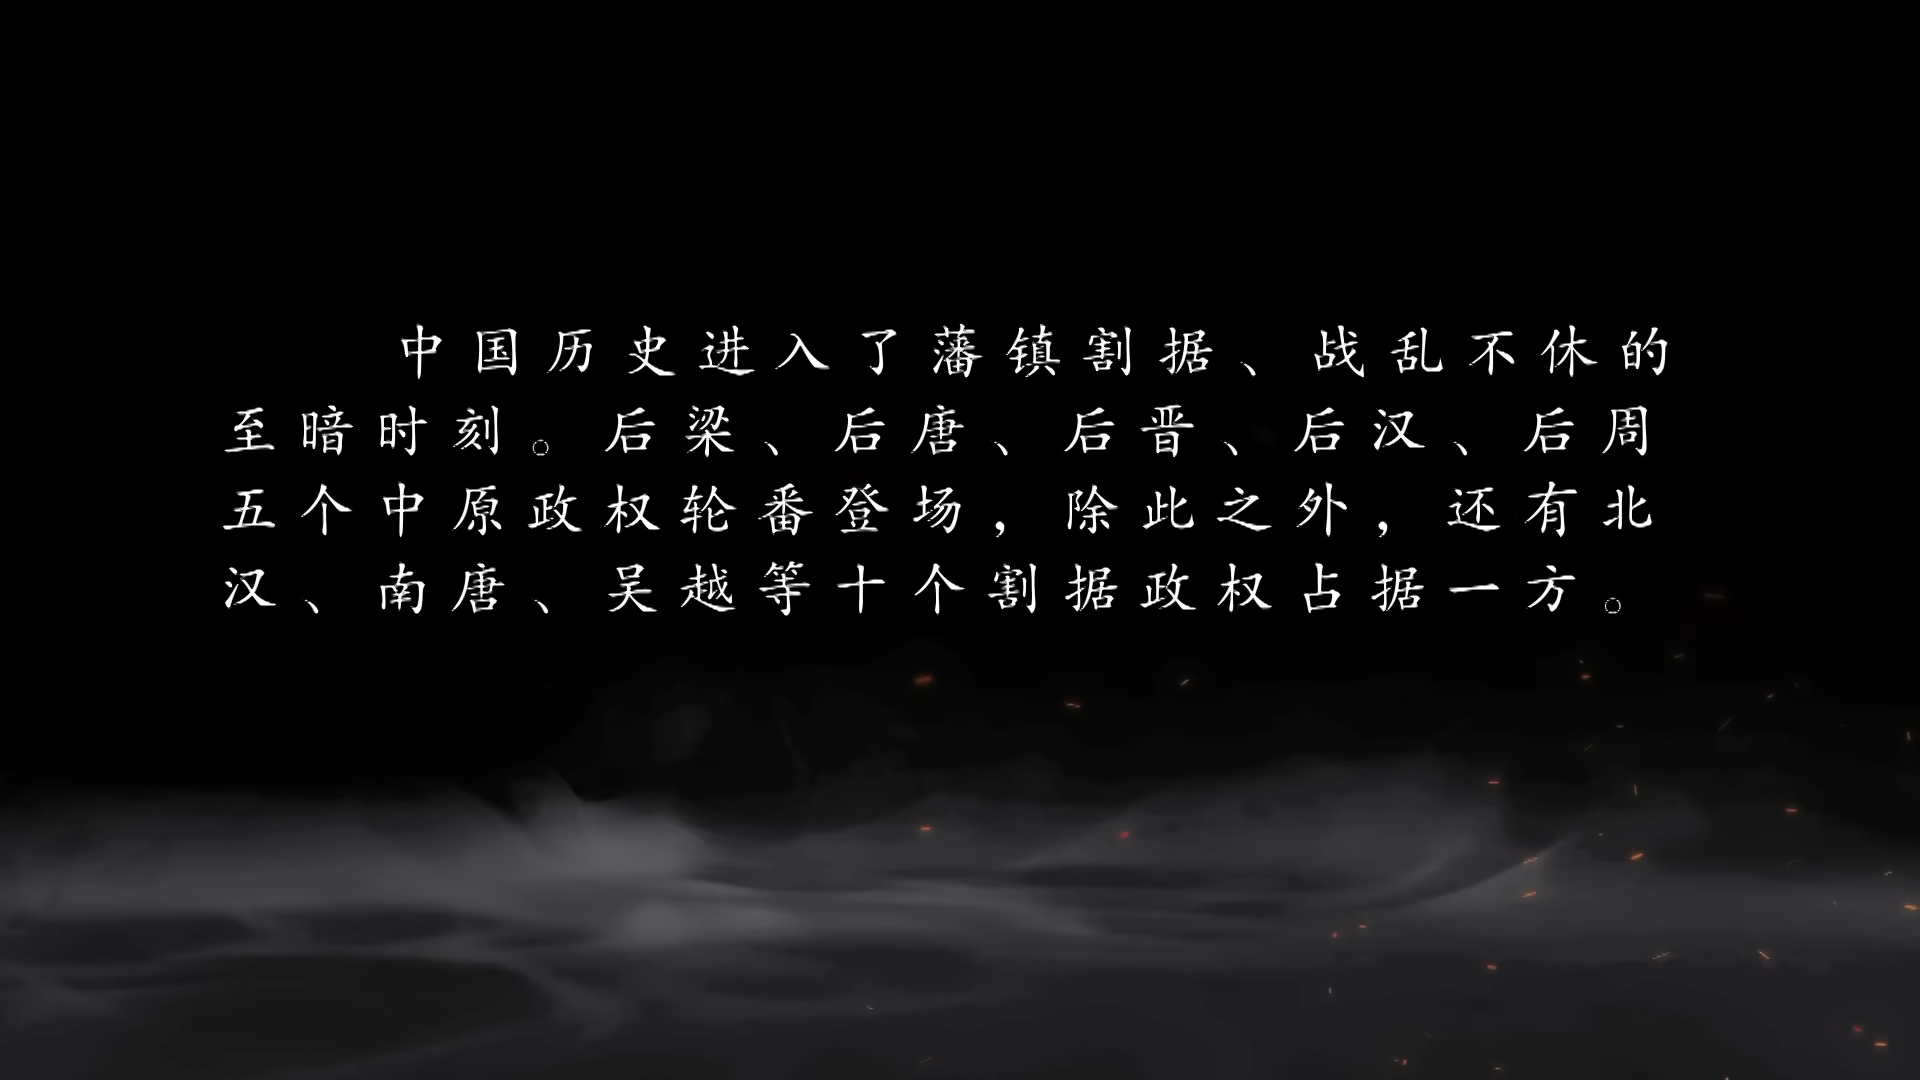 中国历史进入了藩镇割据、战乱不休的
至暗时刻。后梁、后唐、后晋、后汉、后周
五个中原政权轮番登场，除此之外，还有北
汉、南唐、吴越等十个割据政权占据一方。